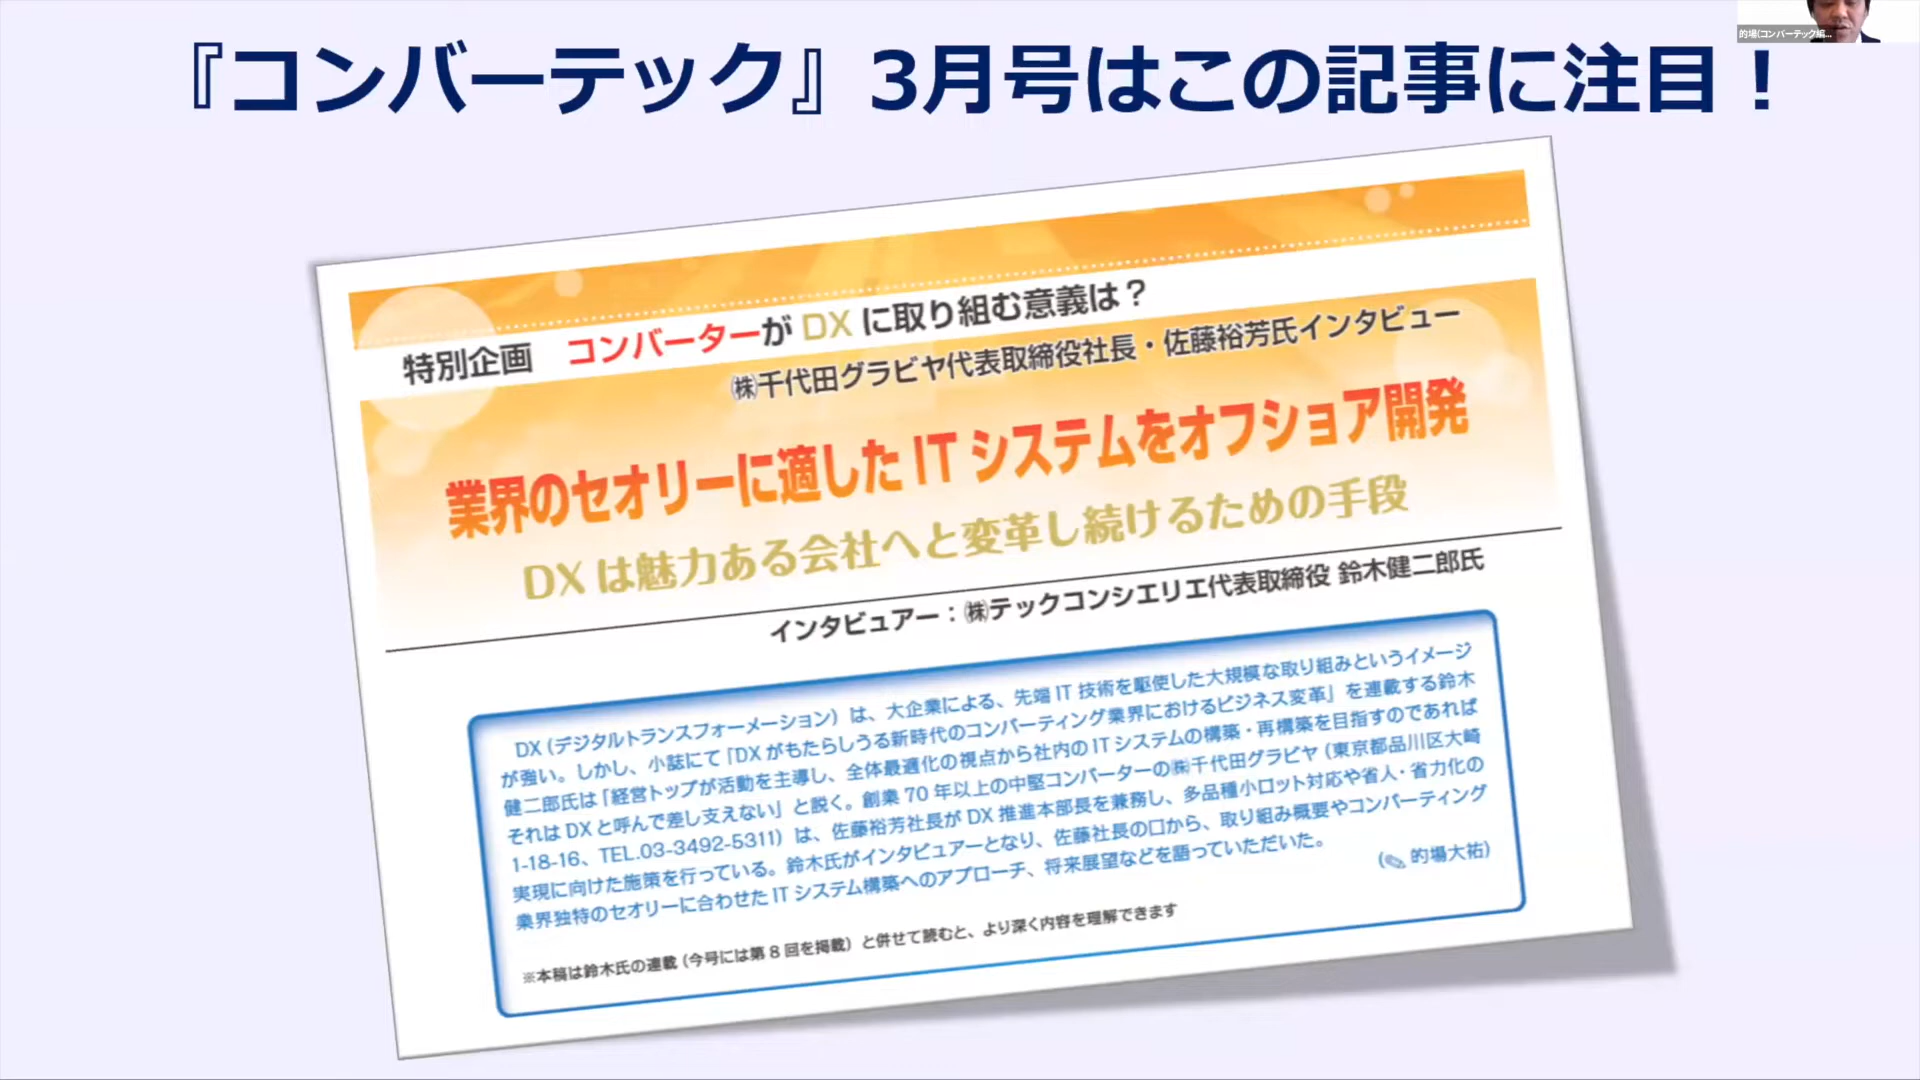 『コンバーテック』3月号はこの記事に注目！
的場(コンバーテック編...
特別企画 コンバーターが DX に取り組む意義は？
㈱千代田グラビヤ代表取締役社長・佐藤裕芳氏インタビュー
業界のセオリーに適した IT システムをオフショア開発
DX は魅力ある会社へと変革し続けるための手段
インタビュアー：㈱テックコンシエリエ代表取締役 鈴木健二郎氏
DX（デジタルトランスフォーメーション）は、大企業による、先端 IT 技術を駆使した大規模な取り組みというイメージ
が強い。しかし、小誌にて「DX がもたらしうる新時代のコンバーティング業界におけるビジネス変革」を連載する鈴木
健二郎氏は「経営トップが活動を主導し、全体最適化の視点から社内の IT システムの構築・再構築を目指すのであれば
それは DX と呼んで差し支えない」と説く。創業 70 年以上の中堅コンバーターの㈱千代田グラビヤ（東京都品川区大崎
1-18-16、TEL.03-3492-5311）は、佐藤裕芳社長が DX 推進本部長を兼務し、多品種小ロット対応や省人・省力化の
実現に向けた施策を行っている。鈴木氏がインタビュアーとなり、佐藤社長の口から、取り組み概要やコンバーティング
業界独特のセオリーに合わせた IT システム構築へのアプローチ、将来展望などを語っていただいた。
（✎ 的場大祐）
※本稿は鈴木氏の連載（今号には第 8 回を掲載）と併せて読むと、より深く内容を理解できます